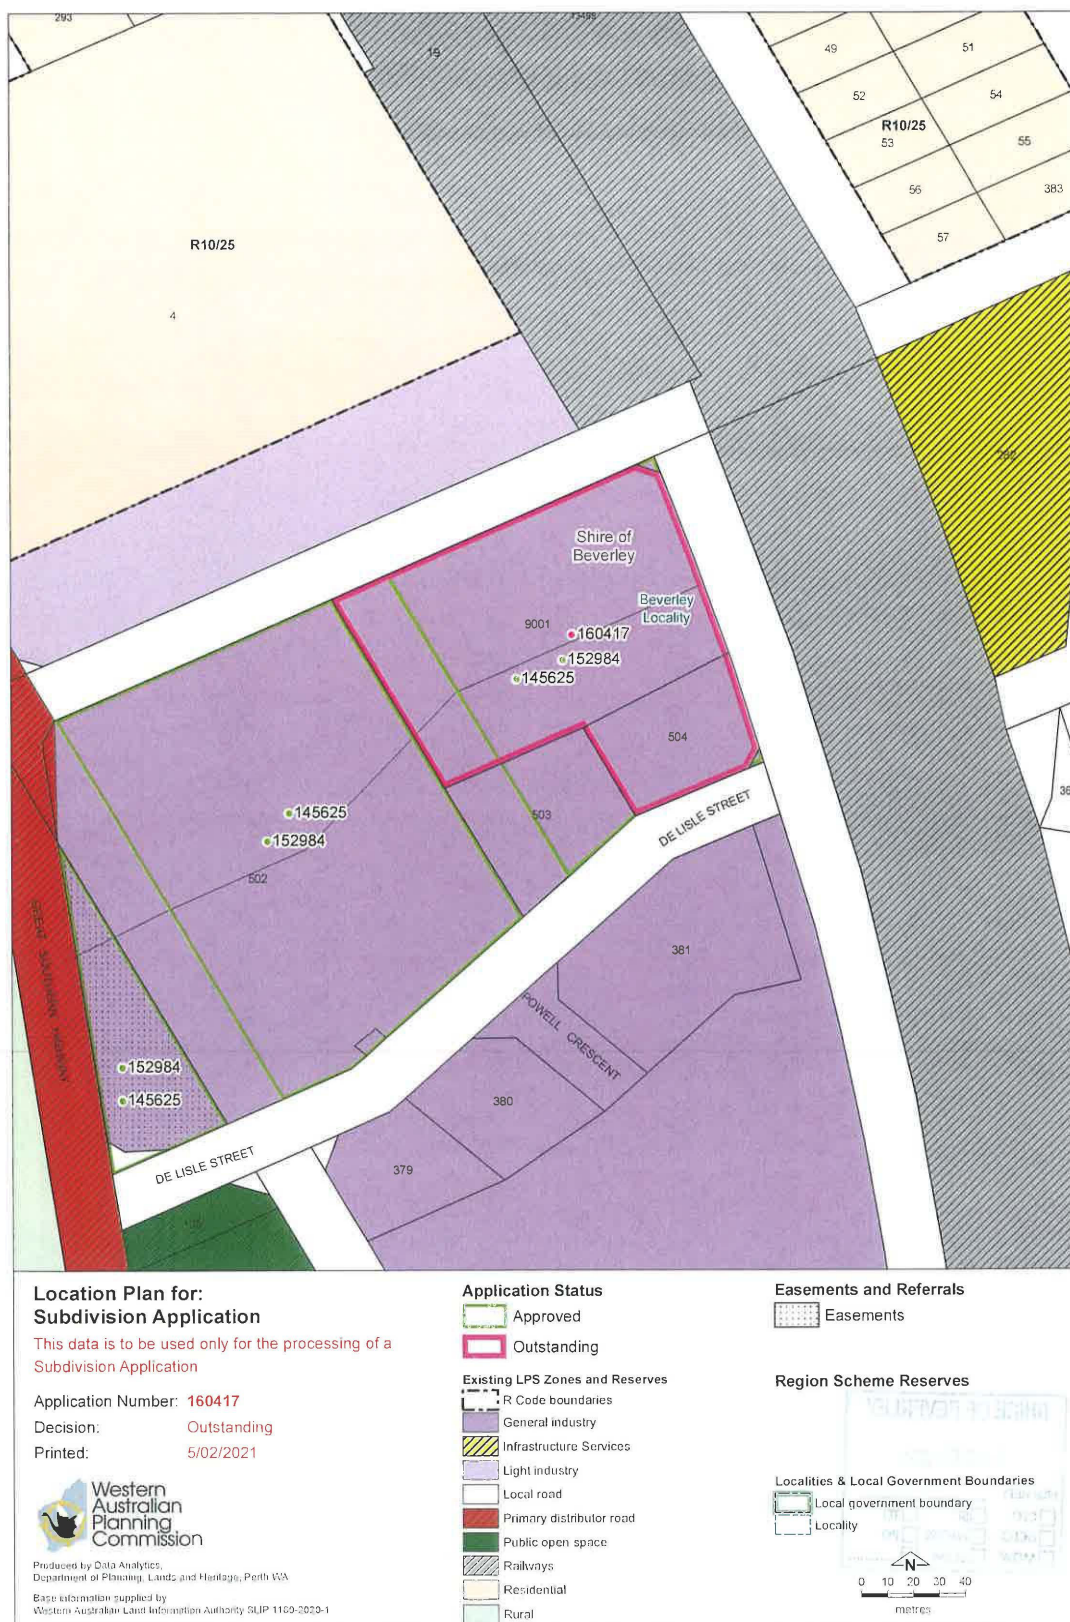 293
13498
19
49
51
52
54
R10/25
53
55
56
383
57
R10/25
4
282
Shire of
Beverley
Beverley
Locality
9001
160417
152984
145625
504
503
DE LISLE STREET
145625
152984
502
381
POWELL CRESCENT
GREAT SOUTHERN HIGHWAY
152984
145625
380
379
DE LISLE STREET
Location Plan for:
Subdivision Application
This data is to be used only for the processing of a
Subdivision Application
Application Number: 160417
Decision: Outstanding
Printed: 5/02/2021
Western
Australian
Planning
Commission
Produced by Data Analytics,
Department of Planning, Lands and Heritage, Perth WA
Base information supplied by
Western Australian Land Information Authority SLIP 1180-2020-1
Application Status
Approved
Outstanding
Existing LPS Zones and Reserves
R Code boundaries
General industry
Infrastructure Services
Light industry
Local road
Primary distributor road
Public open space
Railways
Residential
Rural
Easements and Referrals
Easements
Region Scheme Reserves
Localities & Local Government Boundaries
Local government boundary
Locality
N
0 10 20 30 40
metres